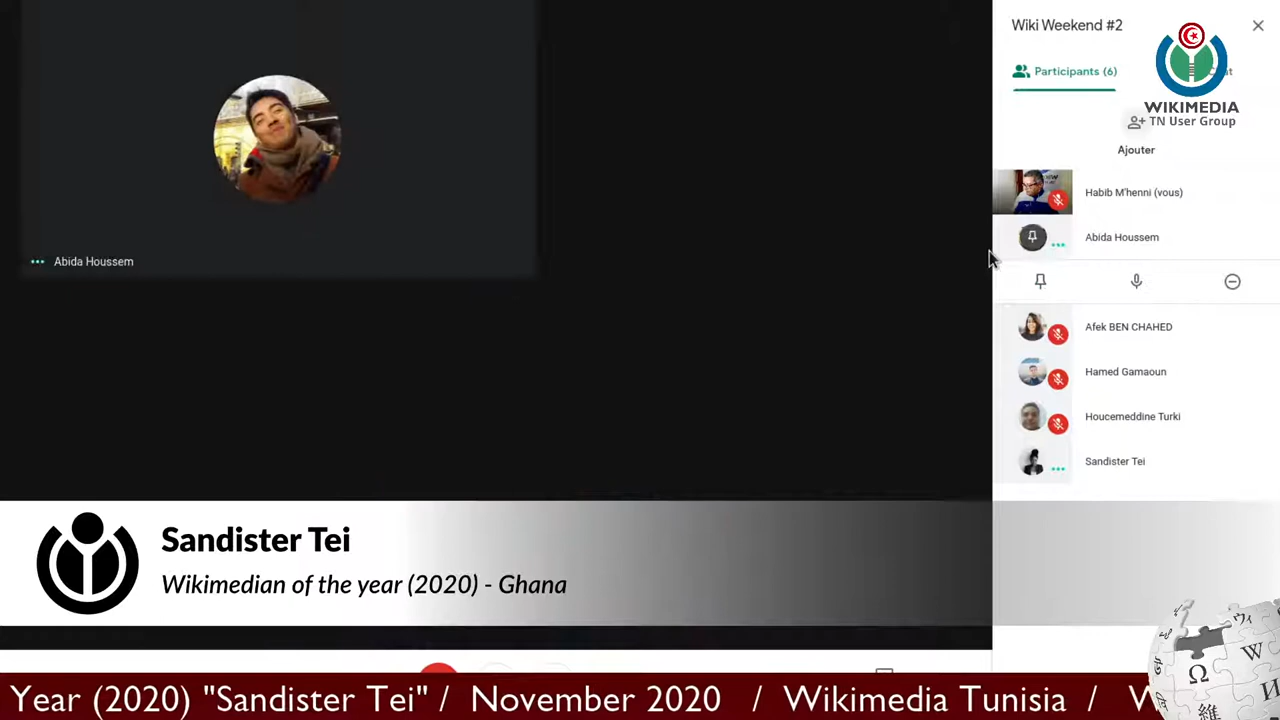 Wiki Weekend #2
Participants (6)
WIKIMEDIA
TN User Group
Ajouter
Habib M'henni (vous)
Abida Houssem
Abida Houssem
Afek BEN CHAHED
Hamed Gamaoun
Houcemeddine Turki
Sandister Tei
Sandister Tei
Wikimedian of the year (2020) - Ghana
Ω
W
維
И
Year (2020) "Sandister Tei" / November 2020 / Wikimedia Tunisia /